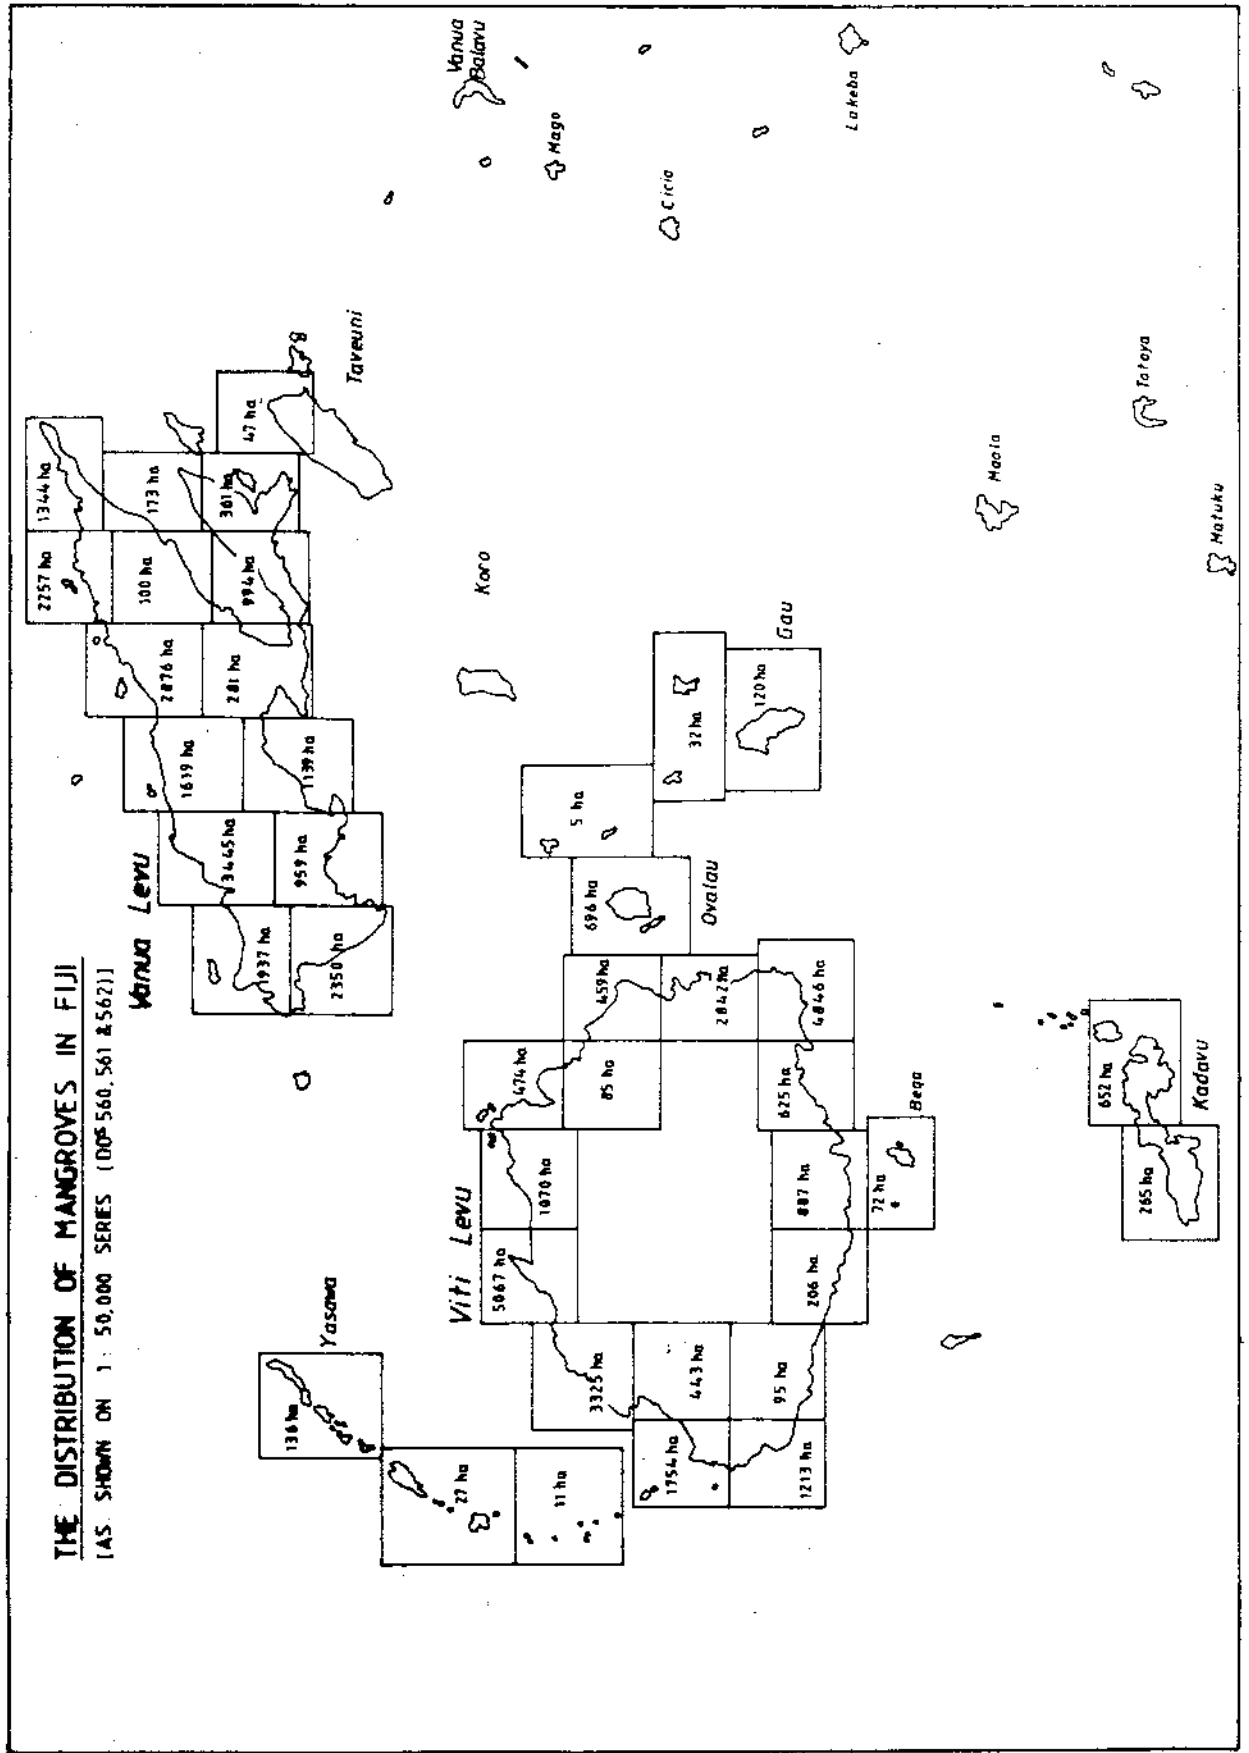 THE DISTRIBUTION OF MANGROVES IN FIJI
[AS SHOWN ON 1 : 50,000 SERIES (DOS 560, 561 & 562)]
Vanua Levu
2257 ha
1344 ha
2876 ha
100 ha
173 ha
1639 ha
281 ha
994 ha
361 ha
47 ha
3445 ha
1139 ha
1937 ha
959 ha
2350 ha
Taveuni
Vanua
Balavu
Mago
Cicia
Lakeba
Koro
Yasawa
136 ha
27 ha
11 ha
Viti Levu
5067 ha
1070 ha
474 ha
3325 ha
85 ha
459 ha
696 ha
5 ha
Ovalau
32 ha
120 ha
Gau
1754 ha
443 ha
2842 ha
1213 ha
95 ha
206 ha
887 ha
625 ha
4846 ha
72 ha
Beqa
Maola
Totoya
Matuku
265 ha
652 ha
Kadavu